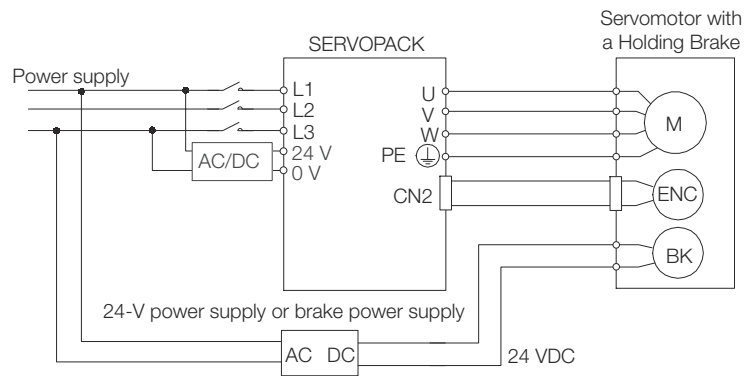 Servomotor with
a Holding Brake
SERVOPACK
Power supply
L1
L2
L3
24 V
0 V
AC/DC
U
V
W
PE
CN2
M
ENC
BK
24-V power supply or brake power supply
AC DC
24 VDC